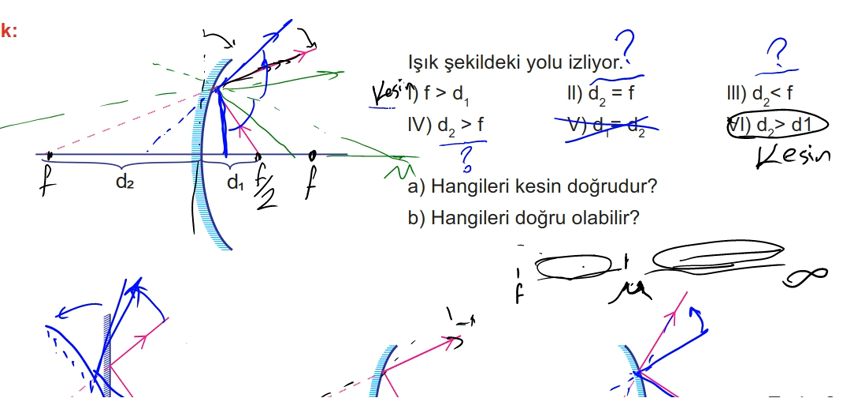 k:
Işık şekildeki yolu izliyor.
?
?
Kesin I) f > d₁
II) d₂ = f
III) d₂ < f
IV) d₂ > f
V) d₁ = d₂
VI) d₂ > d1
?
Kesin
f
d₂
d₁
f/2
f
M
a) Hangileri kesin doğrudur?
b) Hangileri doğru olabilir?
f
M
∞